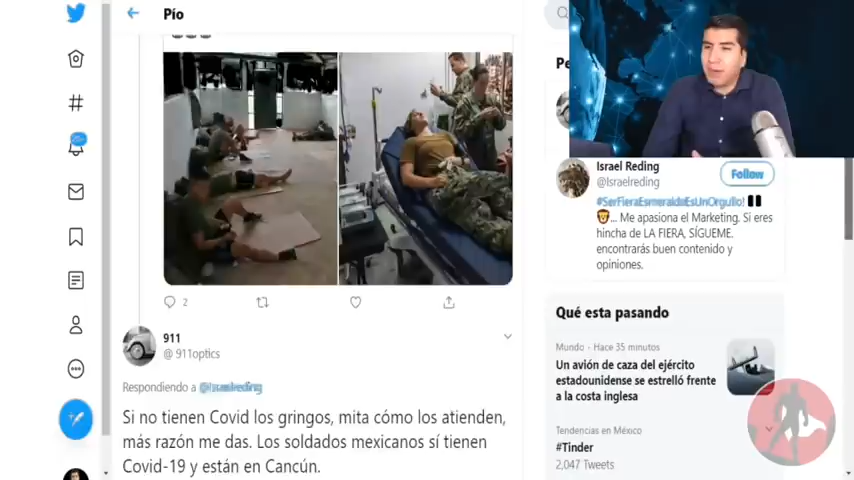 Pío
2
911
@ 911optics
Respondiendo a @Israelreding
Si no tienen Covid los gringos, mita cómo los atienden,
más razón me das. Los soldados mexicanos sí tienen
Covid-19 y están en Cancún.
Pe
Israel Reding
@Israelreding
Follow
#SerFieraEsmeraldaEsUnOrgullo!
... Me apasiona el Marketing. Si eres
hincha de LA FIERA, SÍGUEME.
encontrarás buen contenido y
opiniones.
Qué esta pasando
Mundo · Hace 35 minutos
Un avión de caza del ejército
estadounidense se estrelló frente
a la costa inglesa
Tendencias en México
#Tinder
2,047 Tweets